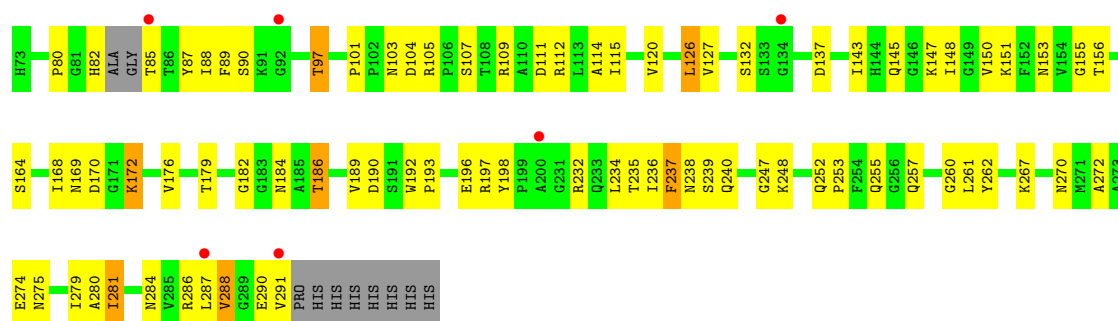 H73 P80 G81 H82 ALA GLY T85 T86 Y87 I88 F89 S90 K91 G92 T97 P101 P102 N103 D104 R105 P106 S107 T108 R109 A110 D111 R112 L113 A114 I115 V120 L126 V127 S132 S133 G134 D137 I143 H144 Q145 G146 K147 I148 G149 V150 K151 F152 N153 V154 G155 T156
S164 I168 N169 D170 G171 K172 V176 T179 G182 G183 N184 A185 T186 V189 D190 S191 W192 P193 E196 R197 Y198 P199 A200 G231 R232 Q233 L234 T235 I236 F237 N238 S239 Q240 G247 K248 Q252 P253 F254 Q255 G256 Q257 G260 L261 Y262 K267 N270 M271 A272 A273
E274 N275 I279 A280 I281 N284 V285 R286 L287 V288 G289 E290 V291 PRO HIS HIS HIS HIS HIS HIS